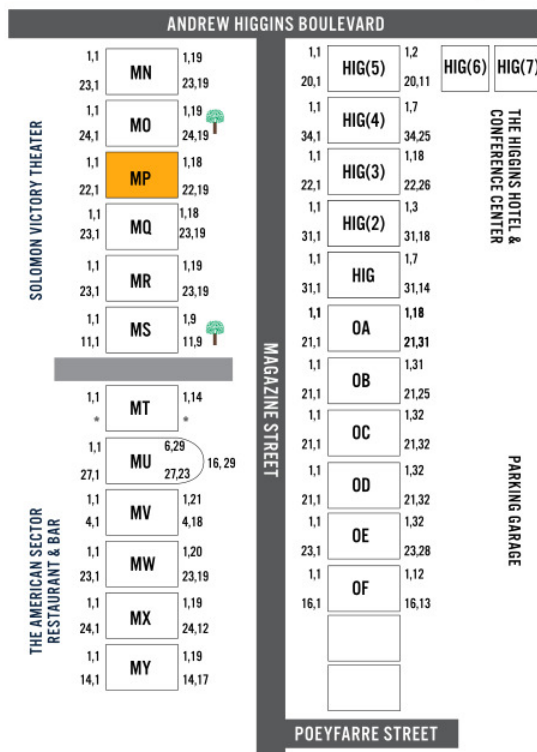 ANDREW HIGGINS BOULEVARD
SOLOMON VICTORY THEATER
1,1 MN 1,19
23,1 23,19
1,1 MO 1,19
24,1 24,19
1,1 MP 1,18
22,1 22,19
1,1 MQ 1,18
23,1 23,19
1,1 MR 1,19
23,1 23,19
1,1 MS 1,9
11,1 11,9
THE AMERICAN SECTOR
RESTAURANT & BAR
1,1 MT 1,14
* *
1,1 MU 6,29
27,1 27,23 16,29
1,1 MV 1,21
4,1 4,18
1,1 MW 1,20
23,1 23,19
1,1 MX 1,19
24,1 24,12
1,1 MY 1,19
14,1 14,17
MAGAZINE STREET
1,1 HIG(5) 1,2
20,1 20,11
HIG(6) HIG(7)
1,1 HIG(4) 1,7
34,1 34,25
1,1 HIG(3) 1,18
22,1 22,26
1,1 HIG(2) 1,3
31,1 31,18
1,1 HIG 1,7
31,1 31,14
THE HIGGINS HOTEL &
CONFERENCE CENTER
1,1 OA 1,18
21,1 21,31
1,1 OB 1,31
21,1 21,25
1,1 OC 1,32
21,1 21,32
1,1 OD 1,32
21,1 21,32
1,1 OE 1,32
23,1 23,28
1,1 OF 1,12
16,1 16,13
PARKING GARAGE
POEYFARRE STREET